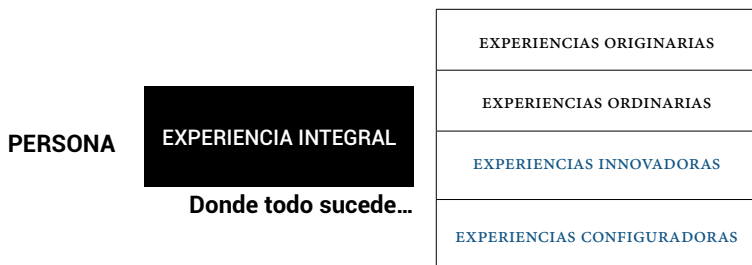 PERSONA
EXPERIENCIA INTEGRAL
Donde todo sucede...
EXPERIENCIAS ORIGINARIAS
EXPERIENCIAS ORDINARIAS
EXPERIENCIAS INNOVADORAS
EXPERIENCIAS CONFIGURADORAS